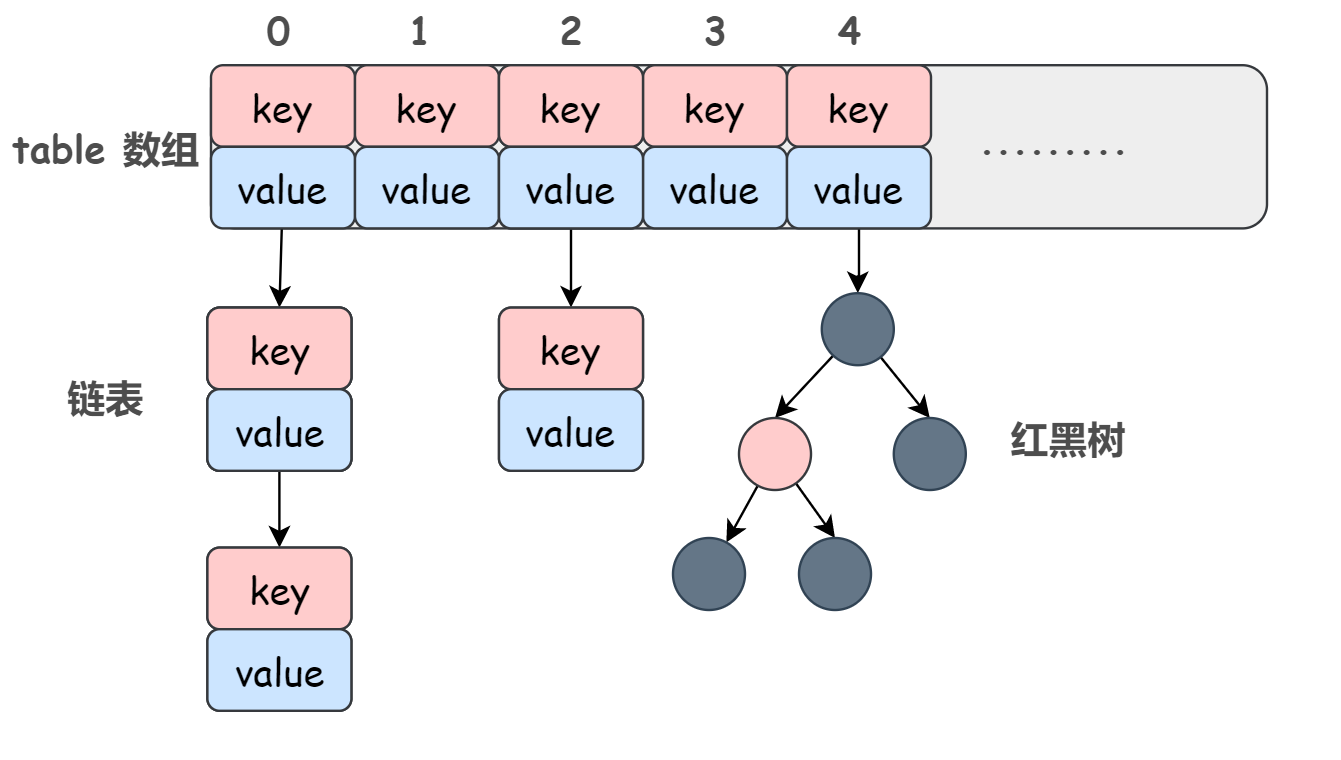 0 1 2 3 4
key key key key key
table 数组 .........
value value value value value
key key
链表
value value
红黑树
key
value